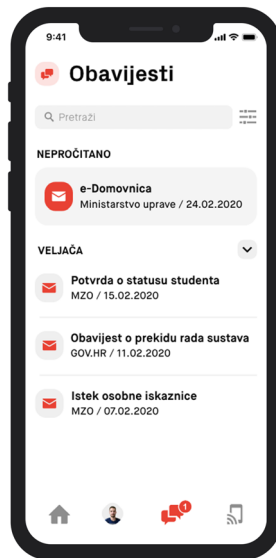 9:41
Obavijesti
Pretraži
NEPROČITANO
e-Domovnica
Ministarstvo uprave / 24.02.2020
VELJAČA
Potvrda o statusu studenta
MZO / 15.02.2020
Obavijest o prekidu rada sustava
GOV.HR / 11.02.2020
Istek osobne iskaznice
MZO / 07.02.2020
1